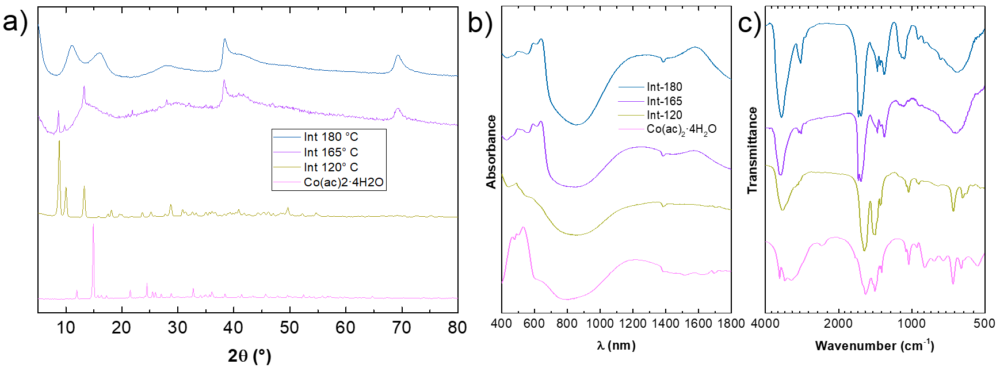 a)
Int 180 °C
Int 165° C
Int 120° C
Co(ac)2·4H2O
10 20 30 40 50 60 70 80
2θ (°)
b)
Absorbance
Int-180
Int-165
Int-120
Co(ac)₂·4H₂O
400 600 800 1000 1200 1400 1600 1800
λ (nm)
c)
Transmittance
4000 2000 1000 500
Wavenumber (cm⁻¹)